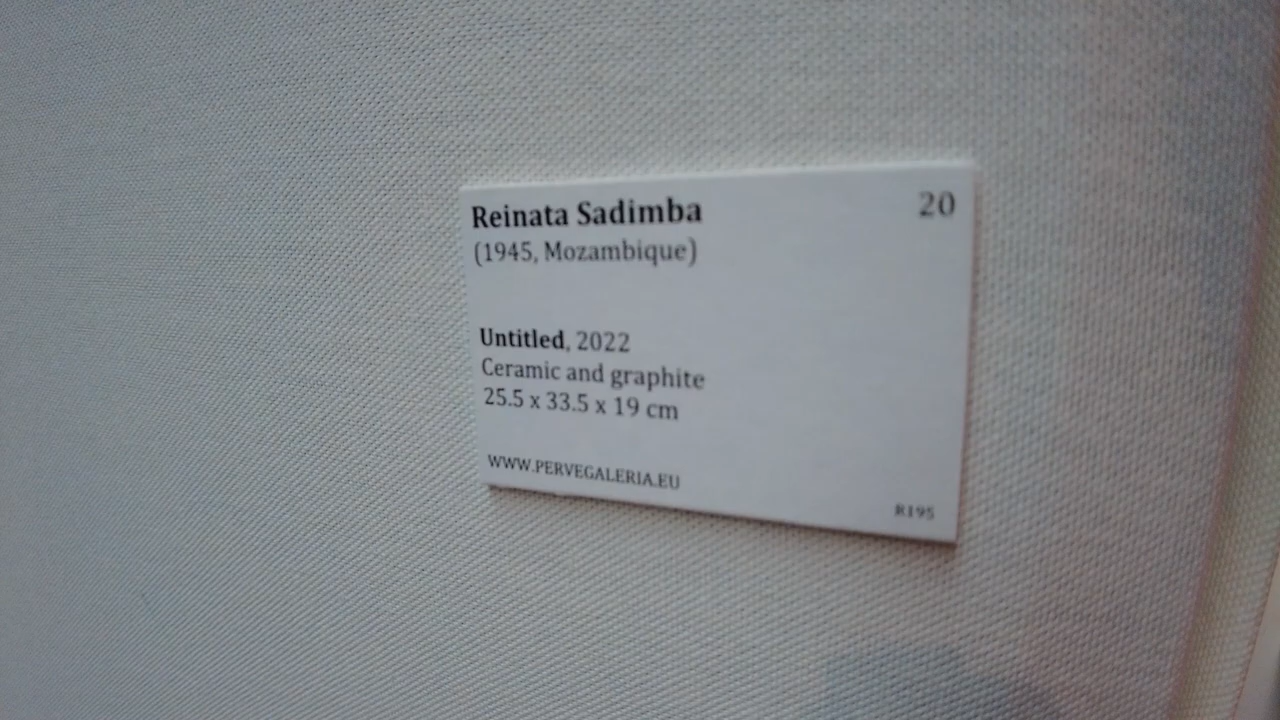 Reinata Sadimba 20
(1945, Mozambique)
Untitled, 2022
Ceramic and graphite
25.5 x 33.5 x 19 cm
WWW.PERVEGALERIA.EU
R195